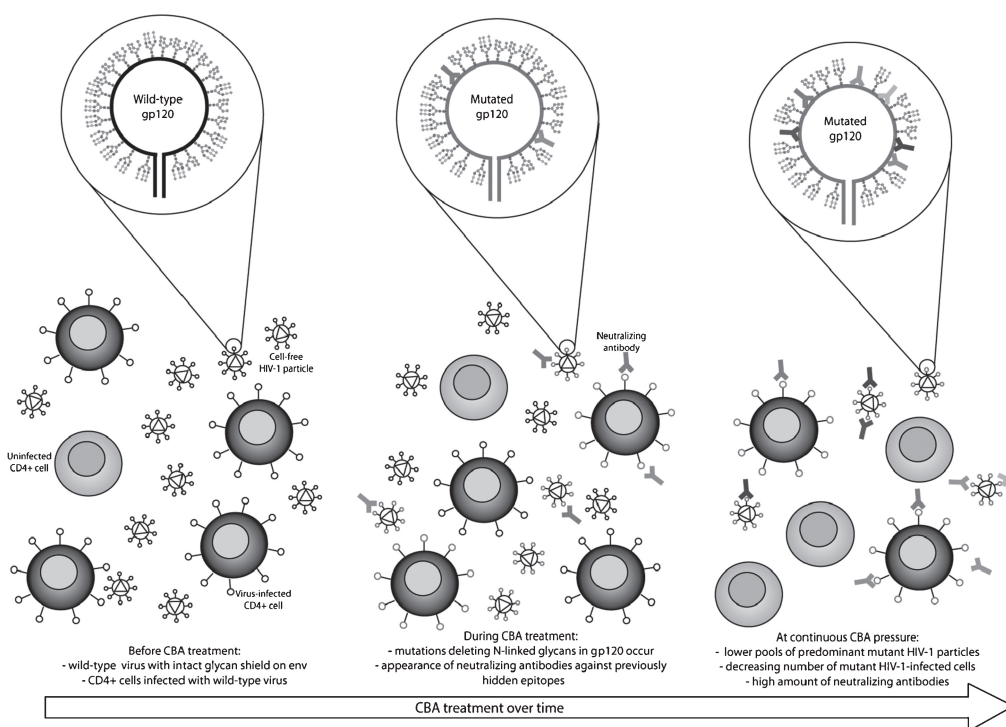 Wild-type
gp120
Mutated
gp120
Mutated
gp120
Cell-free
HIV-1 particle
Neutralizing
antibody
Uninfected
CD4+ cell
Virus-infected
CD4+ cell
Before CBA treatment:
- wild-type virus with intact glycan shield on env
- CD4+ cells infected with wild-type virus
During CBA treatment:
- mutations deleting N-linked glycans in gp120 occur
- appearance of neutralizing antibodies against previously
hidden epitopes
At continuous CBA pressure:
- lower pools of predominant mutant HIV-1 particles
- decreasing number of mutant HIV-1-infected cells
- high amount of neutralizing antibodies
CBA treatment over time